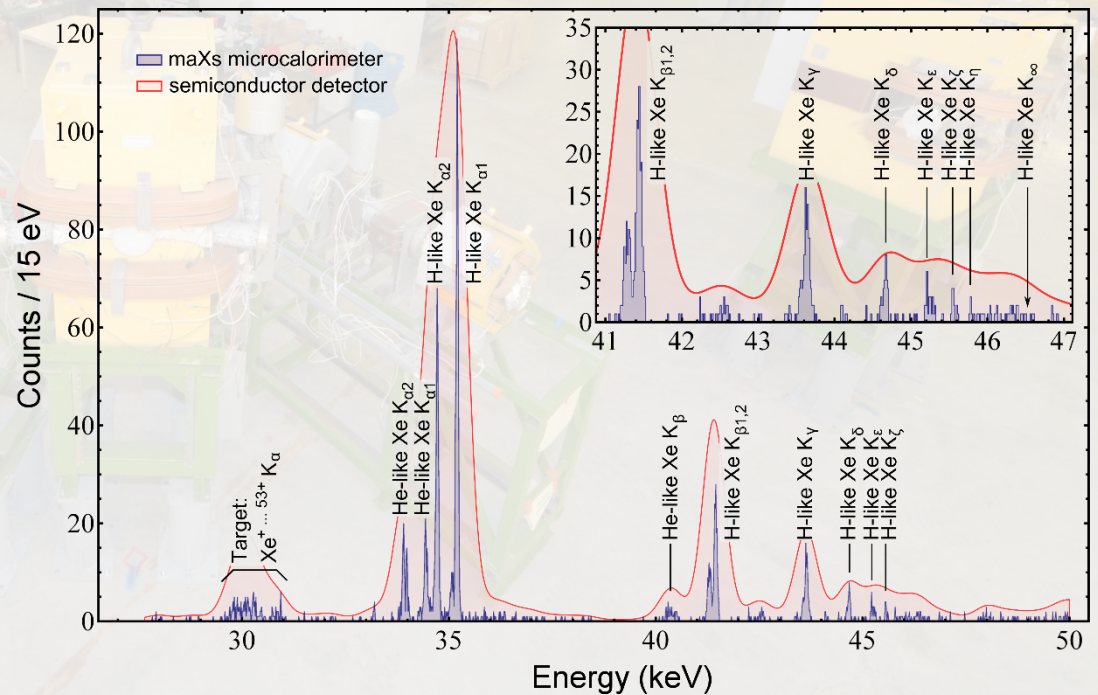 120
100
80
60
40
20
0
Counts / 15 eV
maXs microcalorimeter
semiconductor detector
Target:
Xe⁺ ... ⁵³⁺ Kα
He-like Xe Kα2
He-like Xe Kα1
H-like Xe Kα2
H-like Xe Kα1
He-like Xe Kβ
H-like Xe Kβ1,2
H-like Xe Kγ
H-like Xe Kδ
H-like Xe Kε
H-like Xe Kζ
30
35
40
45
50
Energy (keV)
35
30
25
20
15
10
5
0
H-like Xe Kβ1,2
H-like Xe Kγ
H-like Xe Kδ
H-like Xe Kε
H-like Xe Kζ
H-like Xe Kη
H-like Xe K∞
41
42
43
44
45
46
47